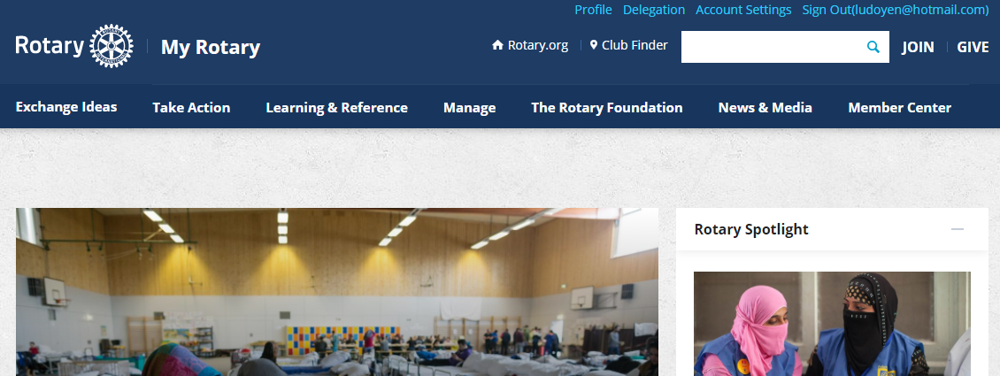 Profile Delegation Account Settings Sign Out(ludoyen@hotmail.com)
Rotary My Rotary Rotary.org Club Finder JOIN GIVE
Exchange Ideas Take Action Learning & Reference Manage The Rotary Foundation News & Media Member Center
Rotary Spotlight